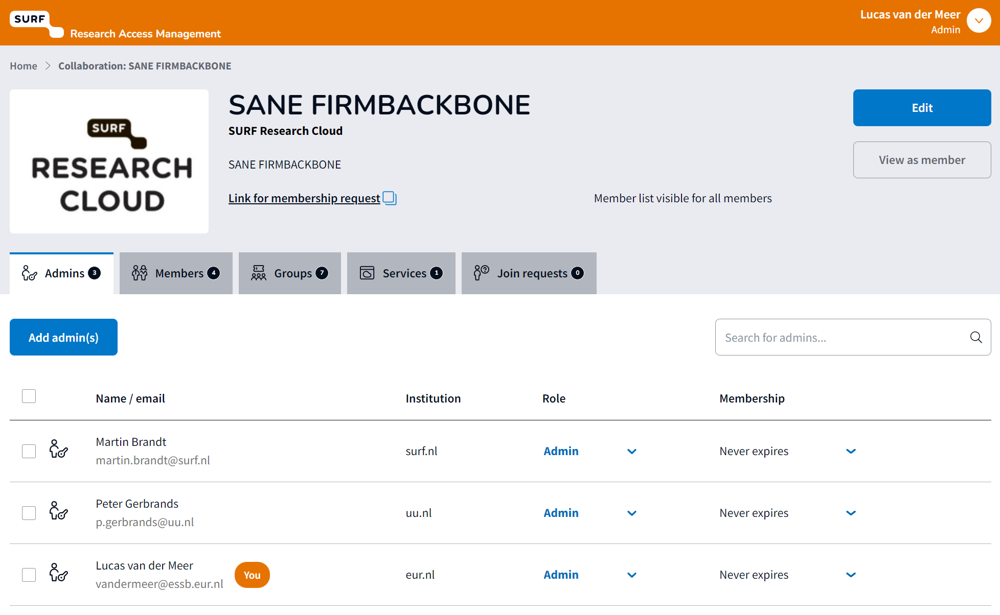 SURF
Research Access Management
Lucas van der Meer
Admin
Home
Collaboration: SANE FIRMBACKBONE
SURF
RESEARCH
CLOUD
SANE FIRMBACKBONE
SURF Research Cloud
SANE FIRMBACKBONE
Link for membership request
Member list visible for all members
Edit
View as member
Admins 3
Members 4
Groups 7
Services 1
Join requests 0
Add admin(s)
Search for admins...
Name / email Institution Role Membership
Martin Brandt
martin.brandt@surf.nl
surf.nl Admin Never expires
Peter Gerbrands
p.gerbrands@uu.nl
uu.nl Admin Never expires
Lucas van der Meer
vandermeer@essb.eur.nl
You
eur.nl Admin Never expires